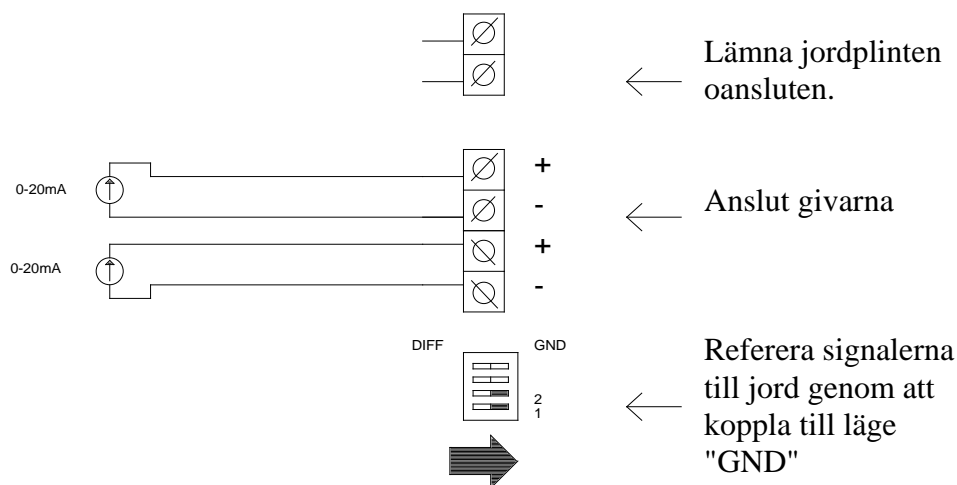 Lämna jordplinten
oansluten.
+
0-20mA
-
Anslut givarna
+
0-20mA
-
DIFF
GND
2
1
Referera signalerna
till jord genom att
koppla till läge
"GND"